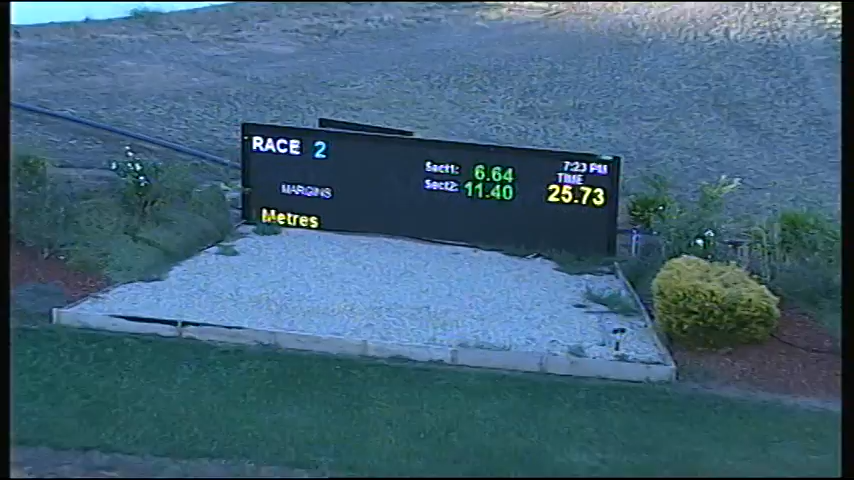 RACE 2
7:23 PM
Sect1: 6.64
TIME
Sect2: 11.40
25.73
MARGINS
Metres